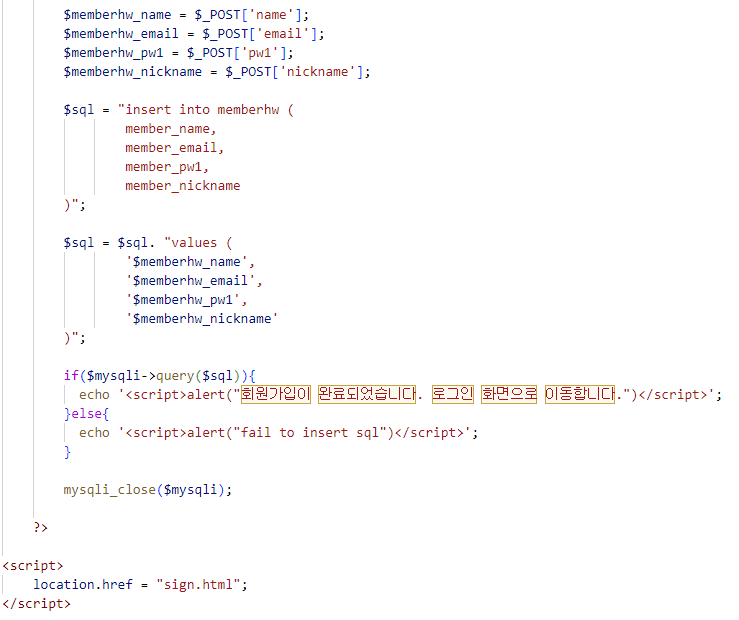 $memberhw_name = $_POST['name'];
$memberhw_email = $_POST['email'];
$memberhw_pw1 = $_POST['pw1'];
$memberhw_nickname = $_POST['nickname'];
$sql = "insert into memberhw (
member_name,
member_email,
member_pw1,
member_nickname
)";
$sql = $sql. "values (
'$memberhw_name',
'$memberhw_email',
'$memberhw_pw1',
'$memberhw_nickname'
)";
if($mysqli->query($sql)){
echo '<script>alert("회원가입이 완료되었습니다. 로그인 화면으로 이동합니다.")</script>';
}else{
echo '<script>alert("fail to insert sql")</script>';
}
mysqli_close($mysqli);
?>
<script>
location.href = "sign.html";
</script>